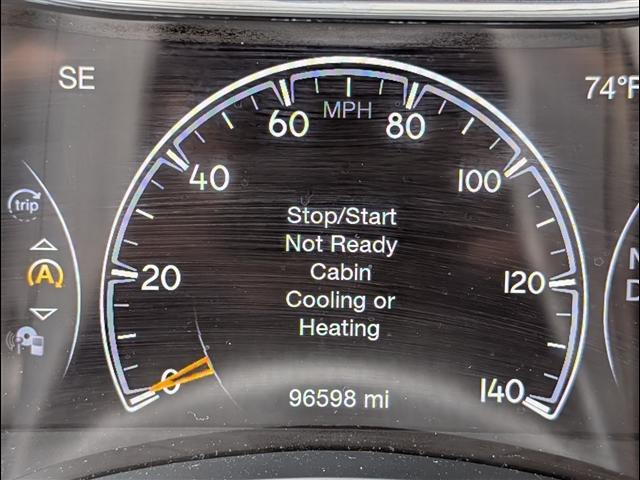 SE
74°F
MPH
60
80
40
100
trip
Stop/Start
Not Ready
Cabin
Cooling or
Heating
A
20
120
0
140
96598 mi